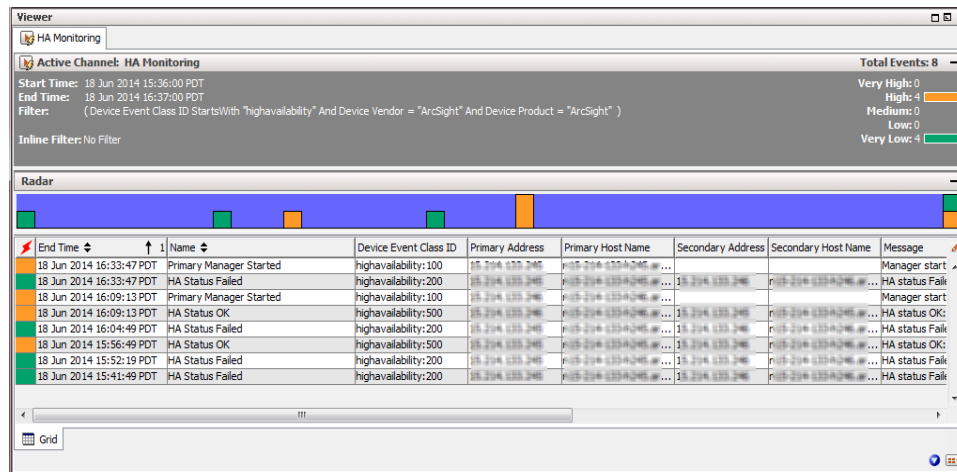 Viewer
HA Monitoring
Active Channel: HA Monitoring Total Events: 8
Start Time: 18 Jun 2014 15:36:00 PDT Very High: 0
End Time: 18 Jun 2014 16:37:00 PDT High: 4
Filter: ( Device Event Class ID StartsWith "highavailability" And Device Vendor = "ArcSight" And Device Product = "ArcSight" ) Medium: 0
Low: 0
Inline Filter: No Filter Very Low: 4
Radar
End Time 1 Name Device Event Class ID Primary Address Primary Host Name Secondary Address Secondary Host Name Message
18 Jun 2014 16:33:47 PDT Primary Manager Started highavailability:100 Manager start
18 Jun 2014 16:33:47 PDT HA Status Failed highavailability:200 HA status Faile
18 Jun 2014 16:09:13 PDT Primary Manager Started highavailability:100 Manager start
18 Jun 2014 16:09:13 PDT HA Status OK highavailability:500 HA status OK:
18 Jun 2014 16:04:49 PDT HA Status Failed highavailability:200 HA status Faile
18 Jun 2014 15:56:49 PDT HA Status OK highavailability:500 HA status OK:
18 Jun 2014 15:52:19 PDT HA Status Failed highavailability:200 HA status Faile
18 Jun 2014 15:41:49 PDT HA Status Failed highavailability:200 HA status Faile
Grid